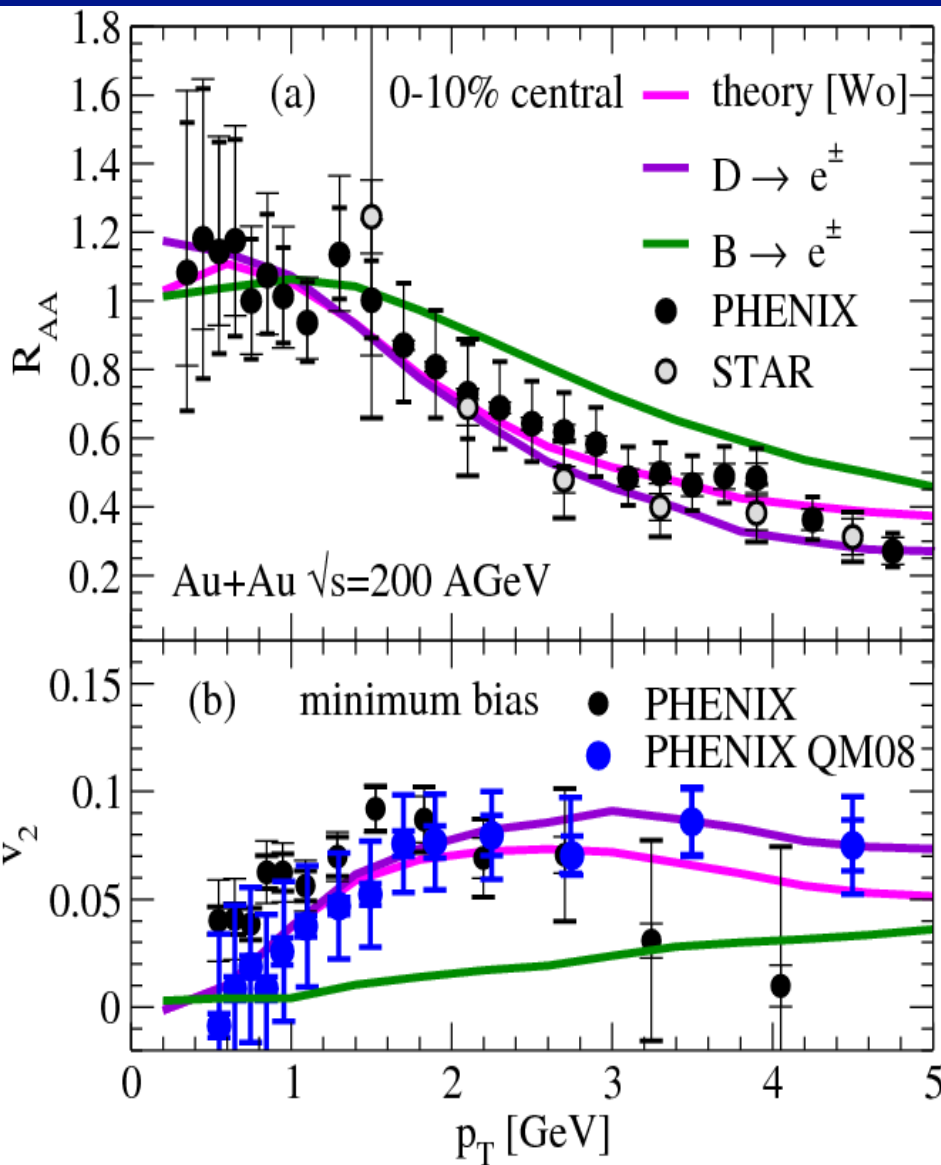 1.8
1.6
1.4
1.2
1
0.8
0.6
0.4
0.2
R_AA
(a) 0-10% central
theory [Wo]
D → e^±
B → e^±
PHENIX
STAR
Au+Au √s=200 AGeV
0.15
0.1
0.05
0
v_2
(b) minimum bias
PHENIX
PHENIX QM08
0 1 2 3 4 5
p_T [GeV]